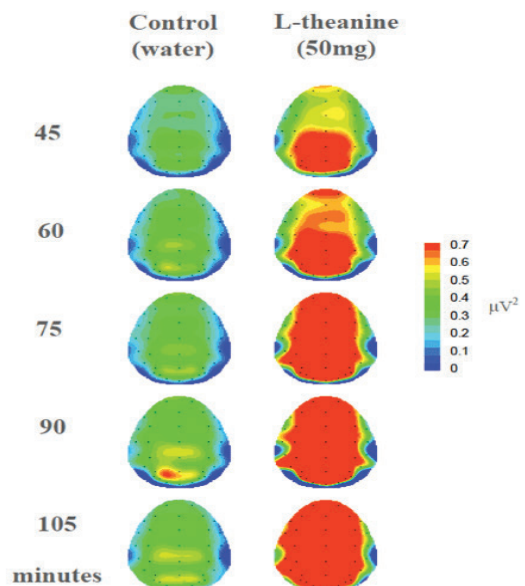 Control
(water)
L-theanine
(50mg)
45
60
75
90
105
minutes
0.7
0.6
0.5
0.4
0.3
0.2
0.1
0
μV²